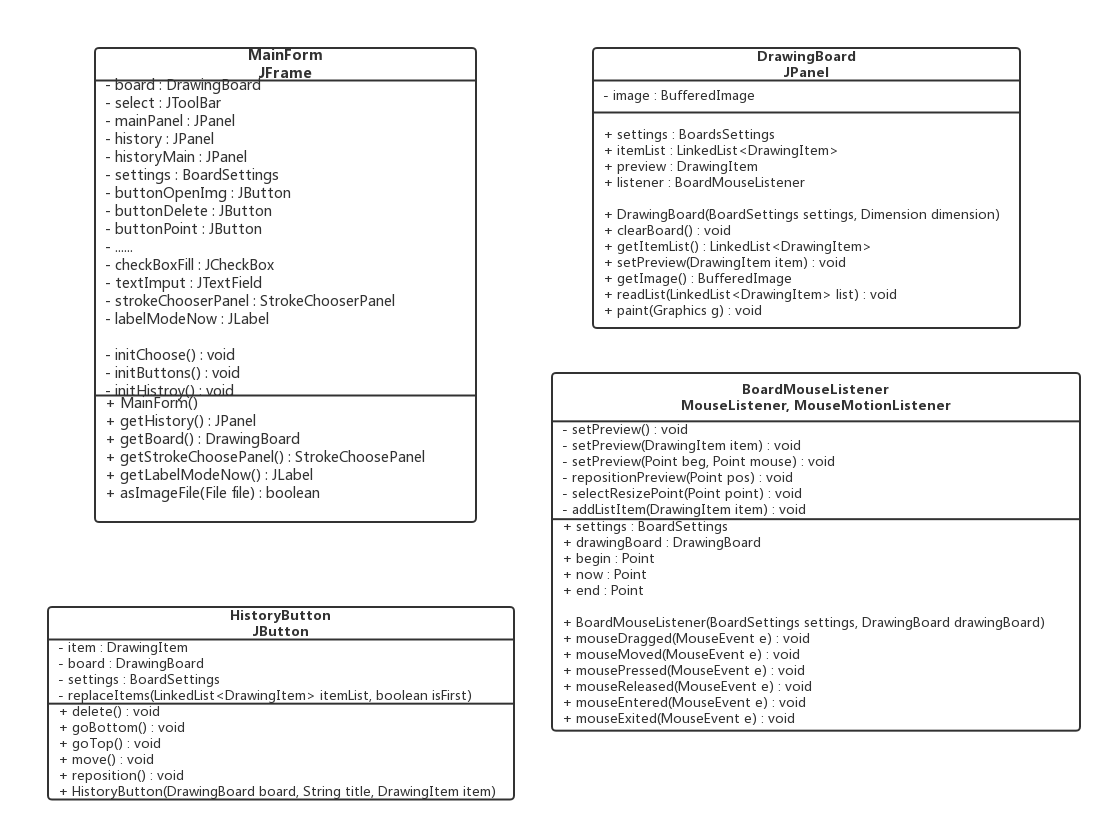 MainForm
JFrame
- board : DrawingBoard
- select : JToolBar
- mainPanel : JPanel
- history : JPanel
- historyMain : JPanel
- settings : BoardSettings
- buttonOpenImg : JButton
- buttonDelete : JButton
- buttonPoint : JButton
- ......
- checkBoxFill : JCheckBox
- textImput : JTextField
- strokeChooserPanel : StrokeChooserPanel
- labelModeNow : JLabel
- initChoose() : void
- initButtons() : void
- initHistroy() : void
+ MainForm()
+ getHistory() : JPanel
+ getBoard() : DrawingBoard
+ getStrokeChoosePanel() : StrokeChoosePanel
+ getLabelModeNow() : JLabel
+ asImageFile(File file) : boolean
DrawingBoard
JPanel
- image : BufferedImage
+ settings : BoardsSettings
+ itemList : LinkedList<DrawingItem>
+ preview : DrawingItem
+ listener : BoardMouseListener
+ DrawingBoard(BoardSettings settings, Dimension dimension)
+ clearBoard() : void
+ getItemList() : LinkedList<DrawingItem>
+ setPreview(DrawingItem item) : void
+ getImage() : BufferedImage
+ readList(LinkedList<DrawingItem> list) : void
+ paint(Graphics g) : void
BoardMouseListener
MouseListener, MouseMotionListener
- setPreview() : void
- setPreview(DrawingItem item) : void
- setPreview(Point beg, Point mouse) : void
- repositionPreview(Point pos) : void
- selectResizePoint(Point point) : void
- addListItem(DrawingItem item) : void
+ settings : BoardSettings
+ drawingBoard : DrawingBoard
+ begin : Point
+ now : Point
+ end : Point
+ BoardMouseListener(BoardSettings settings, DrawingBoard drawingBoard)
+ mouseDragged(MouseEvent e) : void
+ mouseMoved(MouseEvent e) : void
+ mousePressed(MouseEvent e) : void
+ mouseReleased(MouseEvent e) : void
+ mouseEntered(MouseEvent e) : void
+ mouseExited(MouseEvent e) : void
HistoryButton
JButton
- item : DrawingItem
- board : DrawingBoard
- settings : BoardSettings
- replaceItems(LinkedList<DrawingItem> itemList, boolean isFirst)
+ delete() : void
+ goBottom() : void
+ goTop() : void
+ move() : void
+ reposition() : void
+ HistoryButton(DrawingBoard board, String title, DrawingItem item)